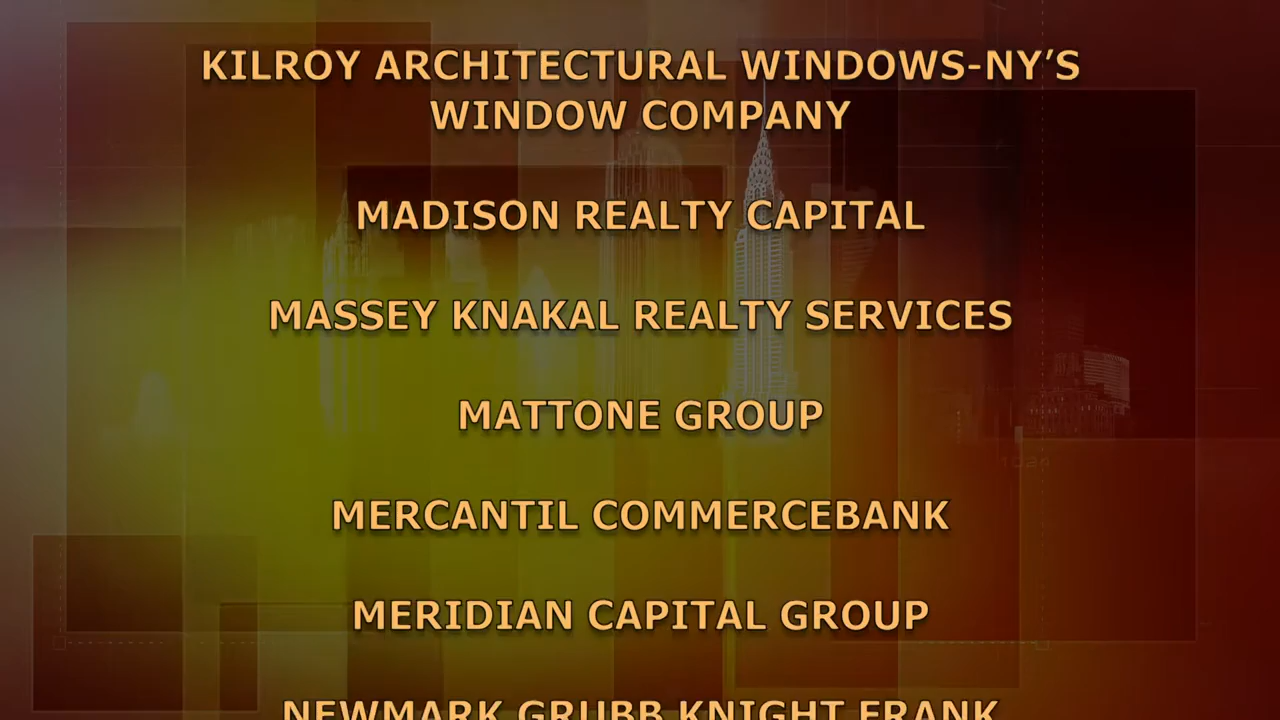 KILROY ARCHITECTURAL WINDOWS-NY’S
WINDOW COMPANY
MADISON REALTY CAPITAL
MASSEY KNAKAL REALTY SERVICES
MATTONE GROUP
MERCANTIL COMMERCEBANK
MERIDIAN CAPITAL GROUP
NEWMARK GRUBB KNIGHT FRANK